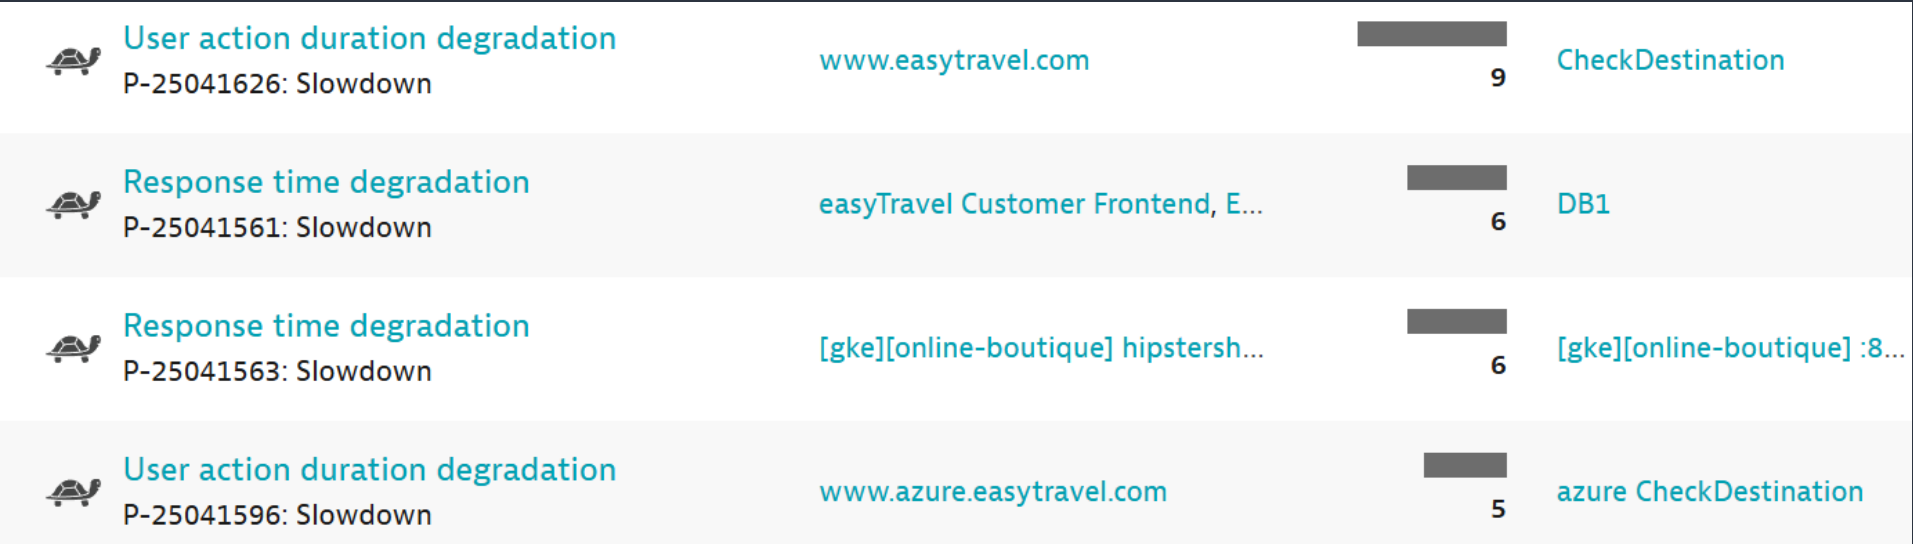 User action duration degradation
P-25041626: Slowdown
www.easytravel.com
9
CheckDestination
Response time degradation
P-25041561: Slowdown
easyTravel Customer Frontend, E...
6
DB1
Response time degradation
P-25041563: Slowdown
[gke][online-boutique] hipstersh...
6
[gke][online-boutique] :8...
User action duration degradation
P-25041596: Slowdown
www.azure.easytravel.com
5
azure CheckDestination